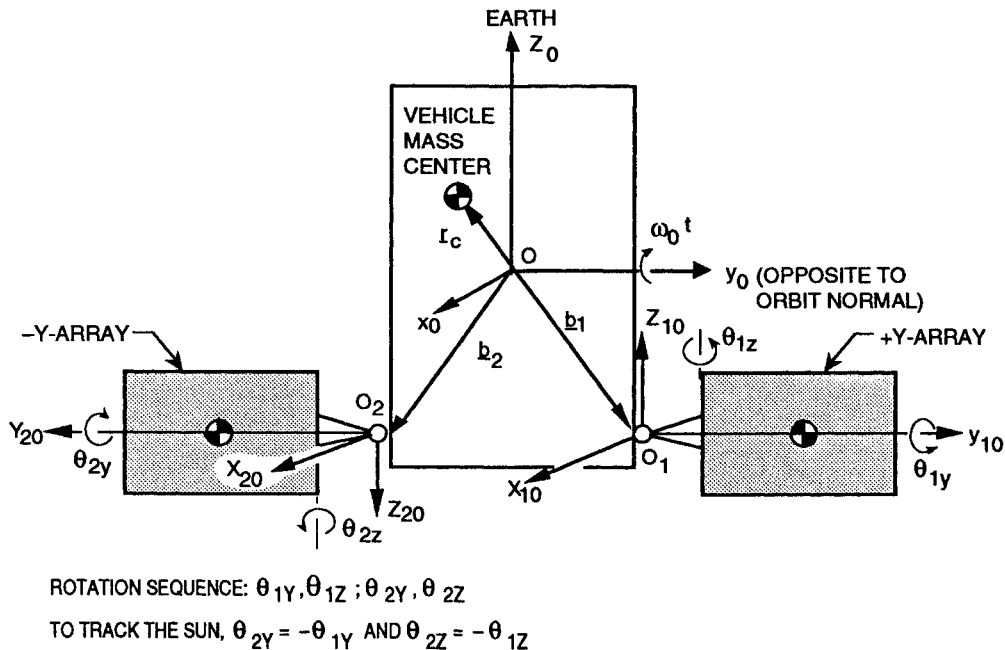 EARTH
Z0
VEHICLE
MASS
CENTER
r_c
O
ω0 t
y0 (OPPOSITE TO
ORBIT NORMAL)
x0
b1
b2
Z10
θ1z
–Y-ARRAY
+Y-ARRAY
O2
Y20
θ2y
X20
Z20
θ2z
O1
X10
y10
θ1y
ROTATION SEQUENCE: θ1Y, θ1Z ; θ2Y, θ2Z
TO TRACK THE SUN, θ2Y = -θ1Y AND θ2Z = -θ1Z